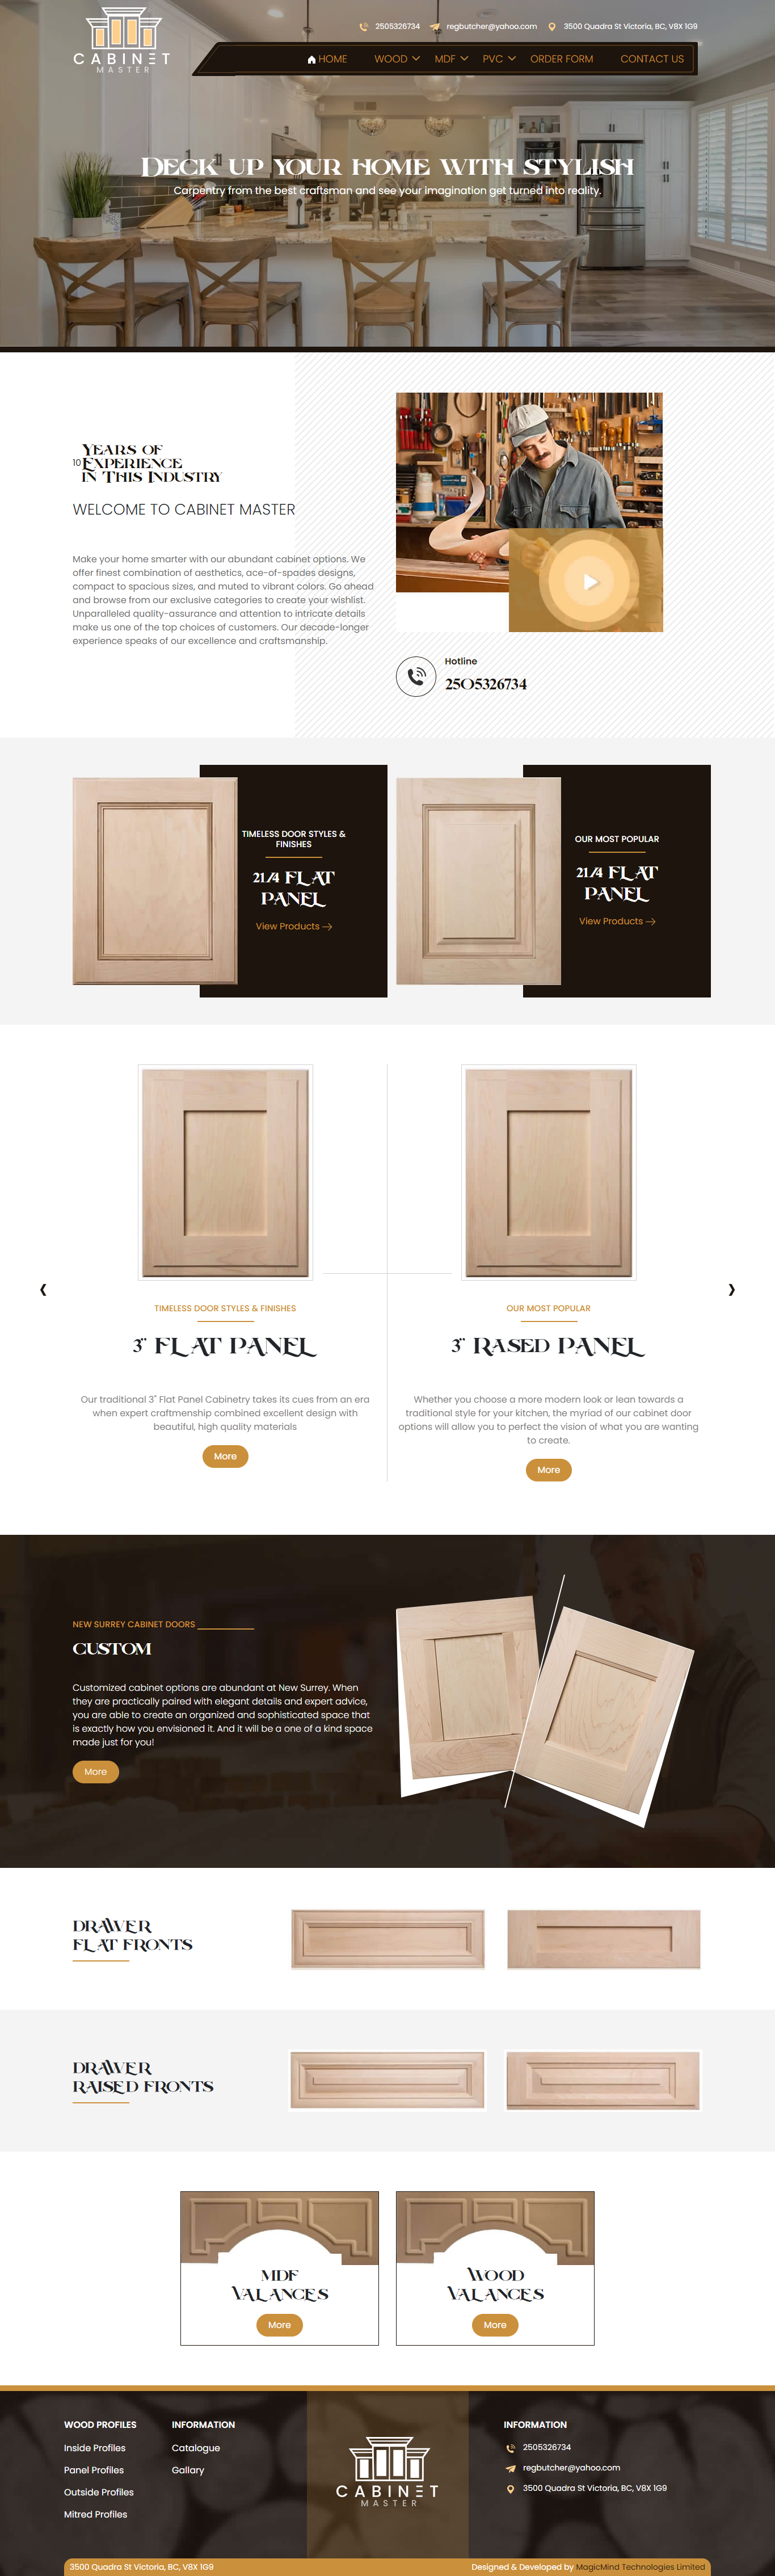 CABINET
MASTER
2505326734
regbutcher@yahoo.com
3500 Quadra St Victoria, BC, V8X 1G9
HOME
WOOD
MDF
PVC
ORDER FORM
CONTACT US
Deck up your home with stylish
Carpentry from the best craftsman and see your imagination get turned into reality.
10
Years of
Experience
in This Industry
WELCOME TO CABINET MASTER
Make your home smarter with our abundant cabinet options. We
offer finest combination of aesthetics, ace-of-spades designs,
compact to spacious sizes, and muted to vibrant colors. Go ahead
and browse from our exclusive categories to create your wishlist.
Unparalleled quality-assurance and attention to intricate details
make us one of the top choices of customers. Our decade-longer
experience speaks of our excellence and craftsmanship.
Hotline
2505326734
TIMELESS DOOR STYLES &
FINISHES
21/4 FLAT
PANEL
View Products
OUR MOST POPULAR
21/4 FLAT
PANEL
View Products
TIMELESS DOOR STYLES & FINISHES
3" FLAT PANEL
Our traditional 3" Flat Panel Cabinetry takes its cues from an era
when expert craftmenship combined excellent design with
beautiful, high quality materials
More
OUR MOST POPULAR
3" Rased PANEL
Whether you choose a more modern look or lean towards a
traditional style for your kitchen, the myriad of our cabinet door
options will allow you to perfect the vision of what you are wanting
to create.
More
NEW SURREY CABINET DOORS
CUSTOM
Customized cabinet options are abundant at New Surrey. When
they are practically paired with elegant details and expert advice,
you are able to create an organized and sophisticated space that
is exactly how you envisioned it. And it will be a one of a kind space
made just for you!
More
DRAWER
FLAT FRONTS
DRAWER
RAISED FRONTS
MDF
VALANCES
More
Wood
VALANCES
More
WOOD PROFILES
Inside Profiles
Panel Profiles
Outside Profiles
Mitred Profiles
INFORMATION
Catalogue
Gallary
CABINET
MASTER
INFORMATION
2505326734
regbutcher@yahoo.com
3500 Quadra St Victoria, BC, V8X 1G9
3500 Quadra St Victoria, BC, V8X 1G9
Designed & Developed by MagicMind Technologies Limited